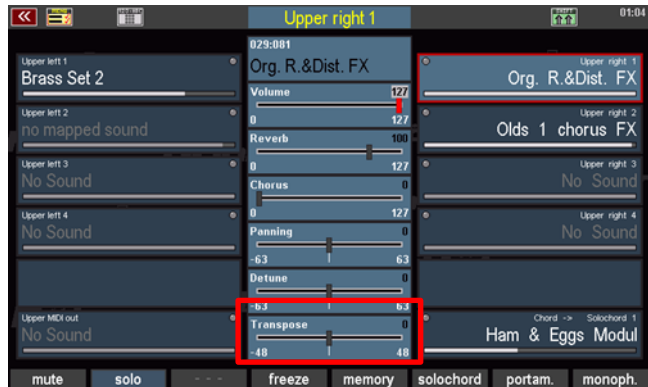 Upper right 1
01:04
Upper left 1
Brass Set 2
Upper left 2
no mapped sound
Upper left 3
No Sound
Upper left 4
No Sound
Upper MIDI out
No Sound
029:081
Org. R.&Dist. FX
Volume 127
0 127
Reverb 100
0 127
Chorus 0
0 127
Panning 0
-63 63
Detune 0
-63 63
Transpose 0
-48 48
Upper right 1
Org. R.&Dist. FX
Upper right 2
Olds 1 chorus FX
Upper right 3
No Sound
Upper right 4
No Sound
Chord -> Solochord 1
Ham & Eggs Modul
mute solo --- freeze memory solochord portam. monoph.